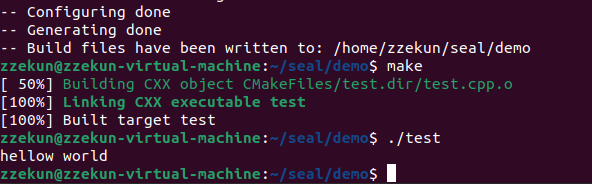 -- Configuring done
-- Generating done
-- Build files have been written to: /home/zzekun/seal/demo
zzekun@zzekun-virtual-machine:~/seal/demo$ make
[ 50%] Building CXX object CMakeFiles/test.dir/test.cpp.o
[100%] Linking CXX executable test
[100%] Built target test
zzekun@zzekun-virtual-machine:~/seal/demo$ ./test
hellow world
zzekun@zzekun-virtual-machine:~/seal/demo$